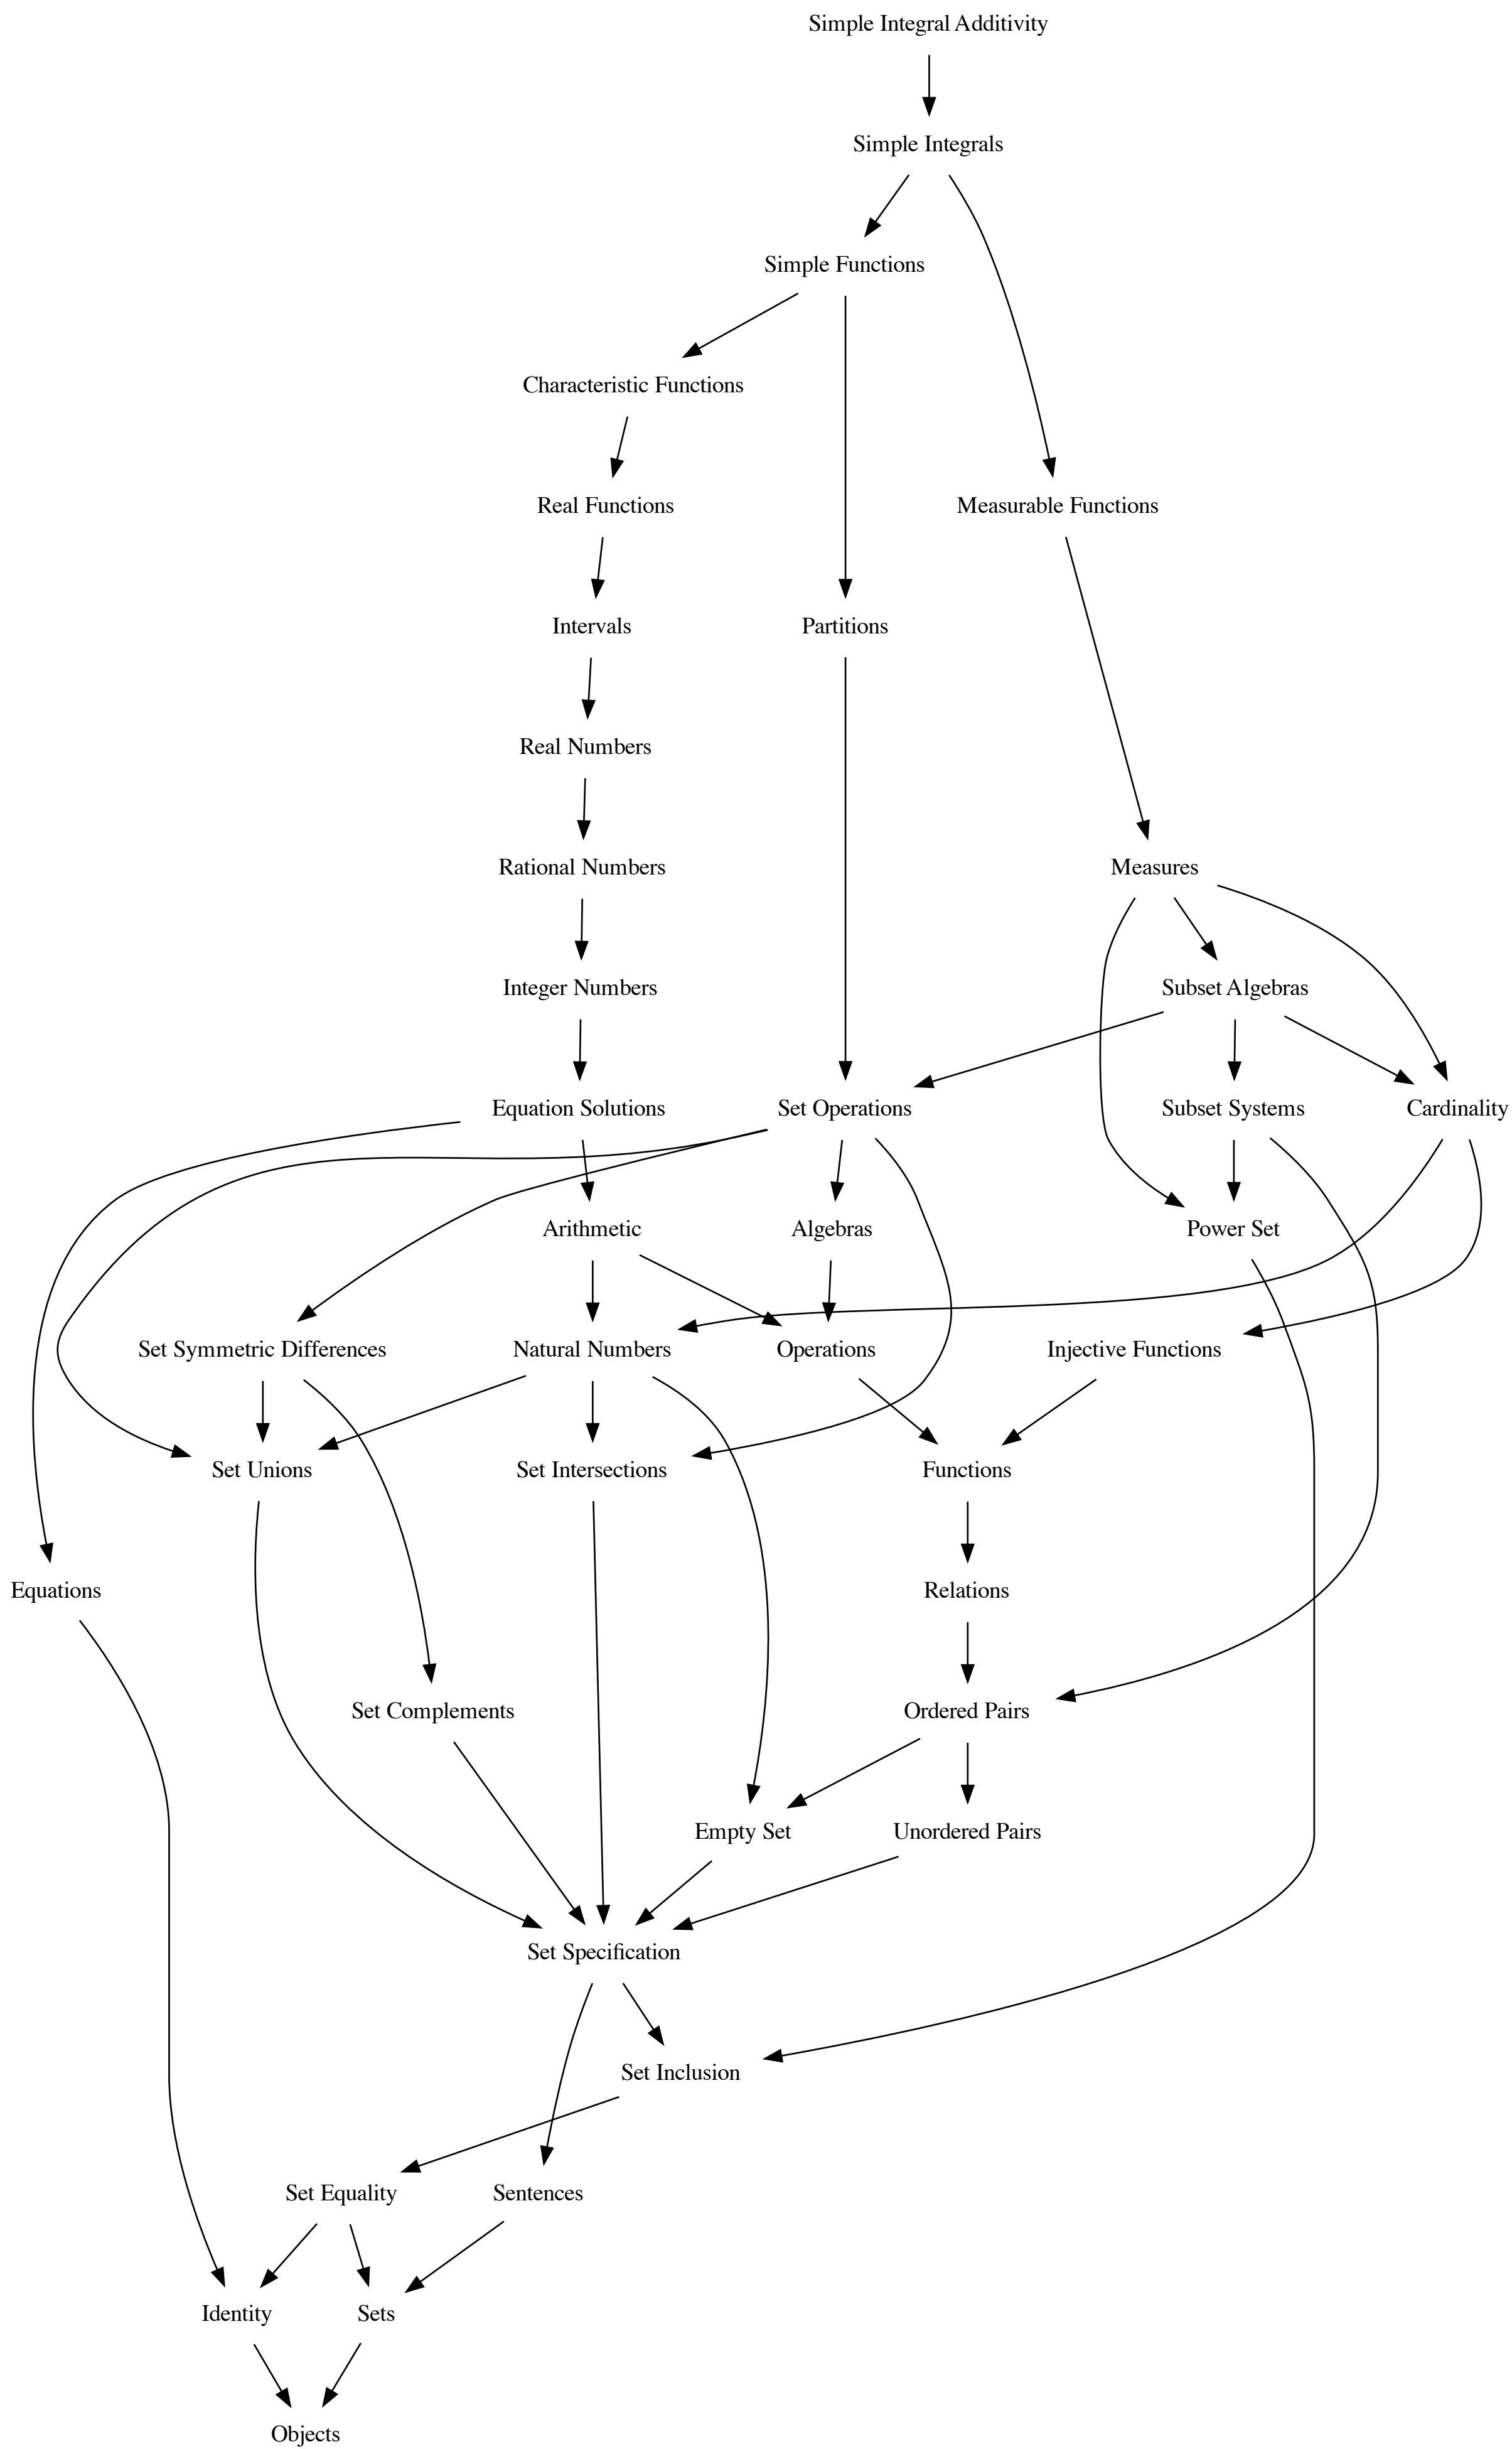 Simple Integral Additivity
Simple Integrals
Simple Functions
Characteristic Functions
Real Functions
Measurable Functions
Intervals
Partitions
Real Numbers
Rational Numbers
Measures
Integer Numbers
Subset Algebras
Equation Solutions
Set Operations
Subset Systems
Cardinality
Arithmetic
Algebras
Power Set
Set Symmetric Differences
Natural Numbers
Operations
Injective Functions
Set Unions
Set Intersections
Functions
Equations
Relations
Set Complements
Ordered Pairs
Empty Set
Unordered Pairs
Set Specification
Set Inclusion
Set Equality
Sentences
Identity
Sets
Objects